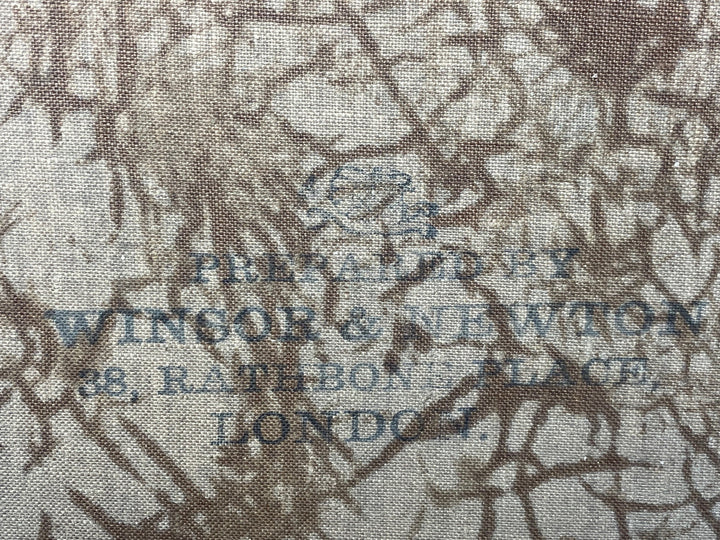 PREPARED BY
WINSOR & NEWTON
38, RATHBONE PLACE,
LONDON.